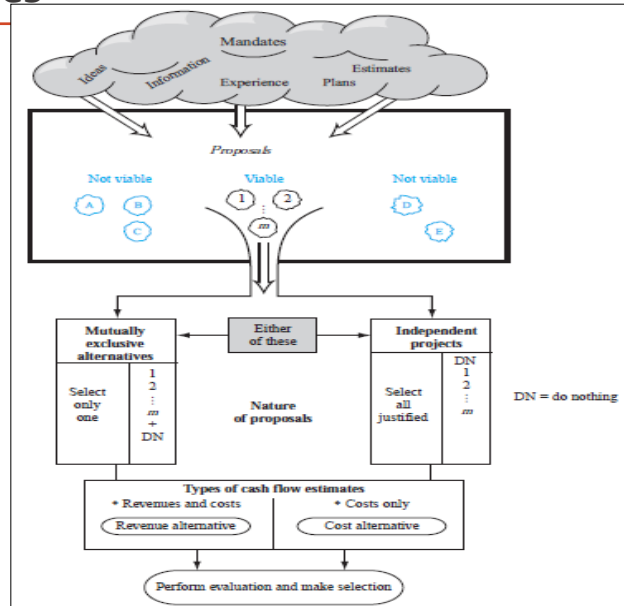 Mandates
Ideas
Information
Estimates
Experience
Plans
Proposals
Not viable
Viable
Not viable
A
B
C
1
2
⋮
m
D
E
Mutually
exclusive
alternatives
Select
only
one
1
2
⋮
m
+
DN
Either
of these
Nature
of proposals
Independent
projects
Select
all
justified
DN
1
2
⋮
m
DN = do nothing
Types of cash flow estimates
* Revenues and costs
Revenue alternative
* Costs only
Cost alternative
Perform evaluation and make selection